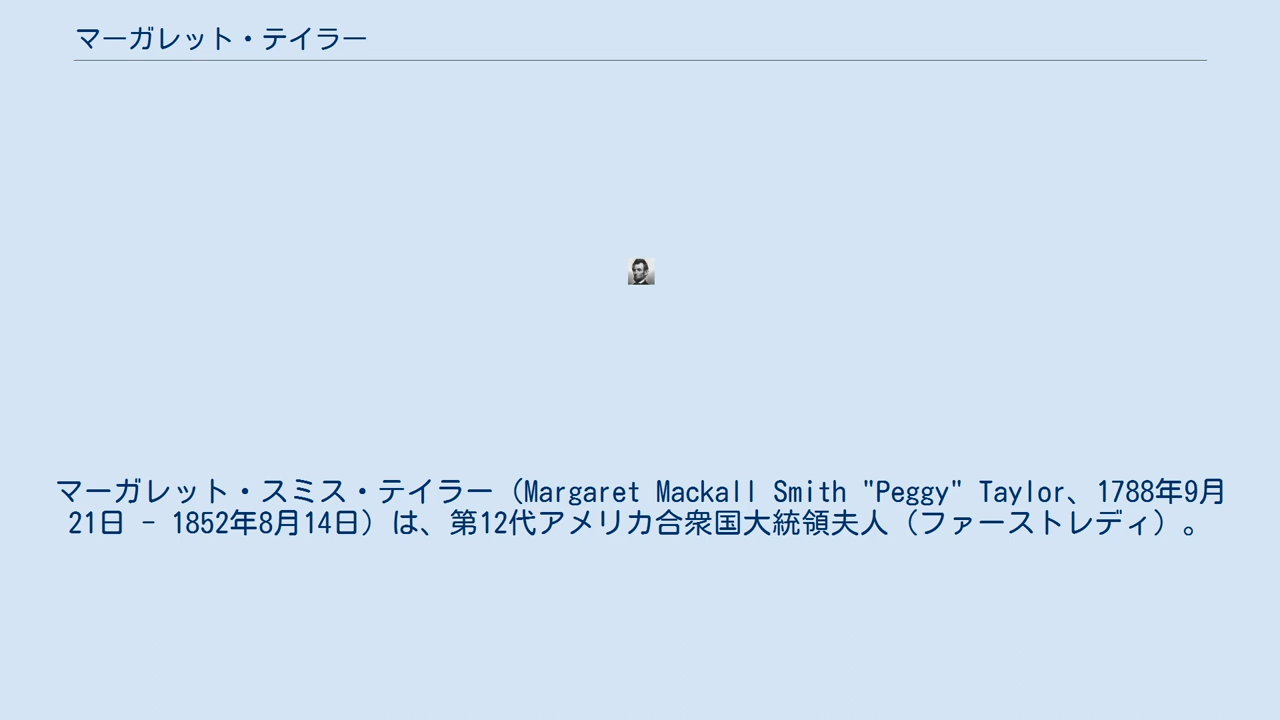 マーガレット・テイラー
マーガレット・スミス・テイラー（Margaret Mackall Smith "Peggy" Taylor、1788年9月
21日 - 1852年8月14日）は、第12代アメリカ合衆国大統領夫人（ファーストレディ）。